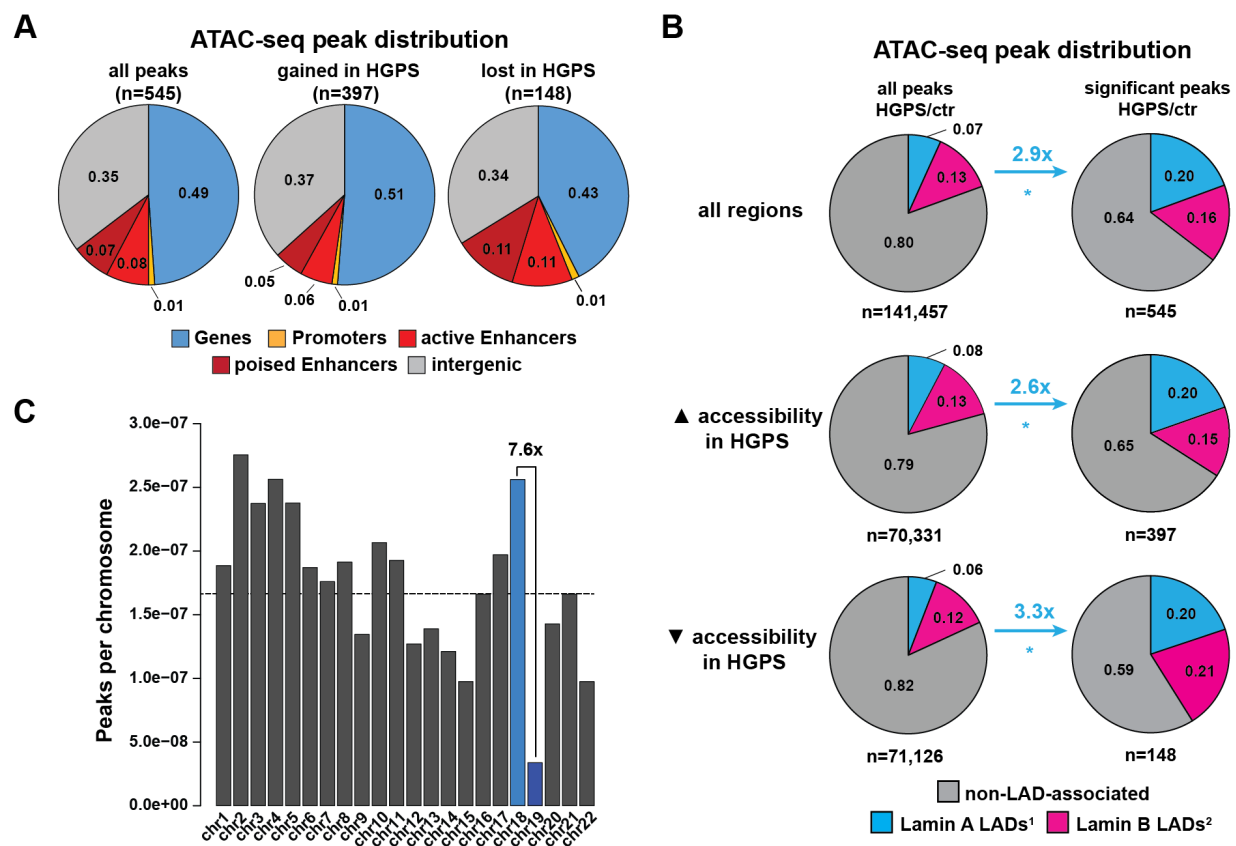 A
ATAC-seq peak distribution
all peaks
(n=545)
gained in HGPS
(n=397)
lost in HGPS
(n=148)
0.35
0.49
0.07
0.08
0.01
0.37
0.51
0.05
0.06
0.01
0.34
0.43
0.11
0.11
0.01
Genes
Promoters
active Enhancers
poised Enhancers
intergenic
B
ATAC-seq peak distribution
all peaks
HGPS/ctr
significant peaks
HGPS/ctr
all regions
0.07
0.13
0.80
n=141,457
2.9x
*
0.20
0.16
0.64
n=545
▲ accessibility
in HGPS
0.08
0.13
0.79
n=70,331
2.6x
*
0.20
0.15
0.65
n=397
▼ accessibility
in HGPS
0.06
0.12
0.82
n=71,126
3.3x
*
0.20
0.21
0.59
n=148
non-LAD-associated
Lamin A LADs¹
Lamin B LADs²
C
Peaks per chromosome
3.0e−07
2.5e−07
2.0e−07
1.5e−07
1.0e−07
5.0e−08
0.0e+00
7.6x
chr1
chr2
chr3
chr4
chr5
chr6
chr7
chr8
chr9
chr10
chr11
chr12
chr13
chr14
chr15
chr16
chr17
chr18
chr19
chr20
chr21
chr22